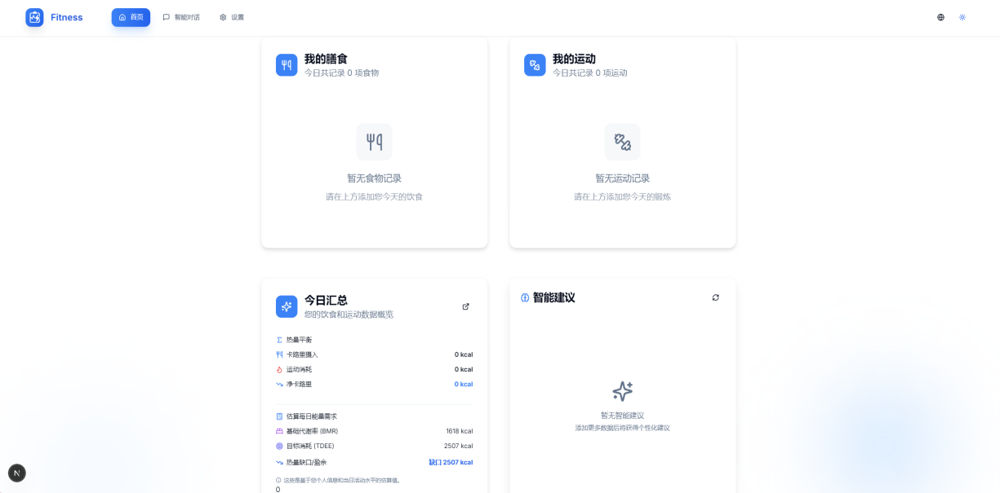 Fitness
首页
智能对话
设置
我的膳食
今日共记录 0 项食物
暂无食物记录
请在上方添加您今天的饮食
我的运动
今日共记录 0 项运动
暂无运动记录
请在上方添加您今天的锻炼
今日汇总
您的饮食和运动数据概览
热量平衡
卡路里摄入 0 kcal
运动消耗 0 kcal
净卡路里 0 kcal
估算每日能量需求
基础代谢率 (BMR) 1618 kcal
目标消耗 (TDEE) 2507 kcal
热量缺口/盈余 缺口 2507 kcal
这些是基于您个人信息和当日活动水平的估算值。
0
智能建议
暂无智能建议
添加更多数据后将获得个性化建议
N